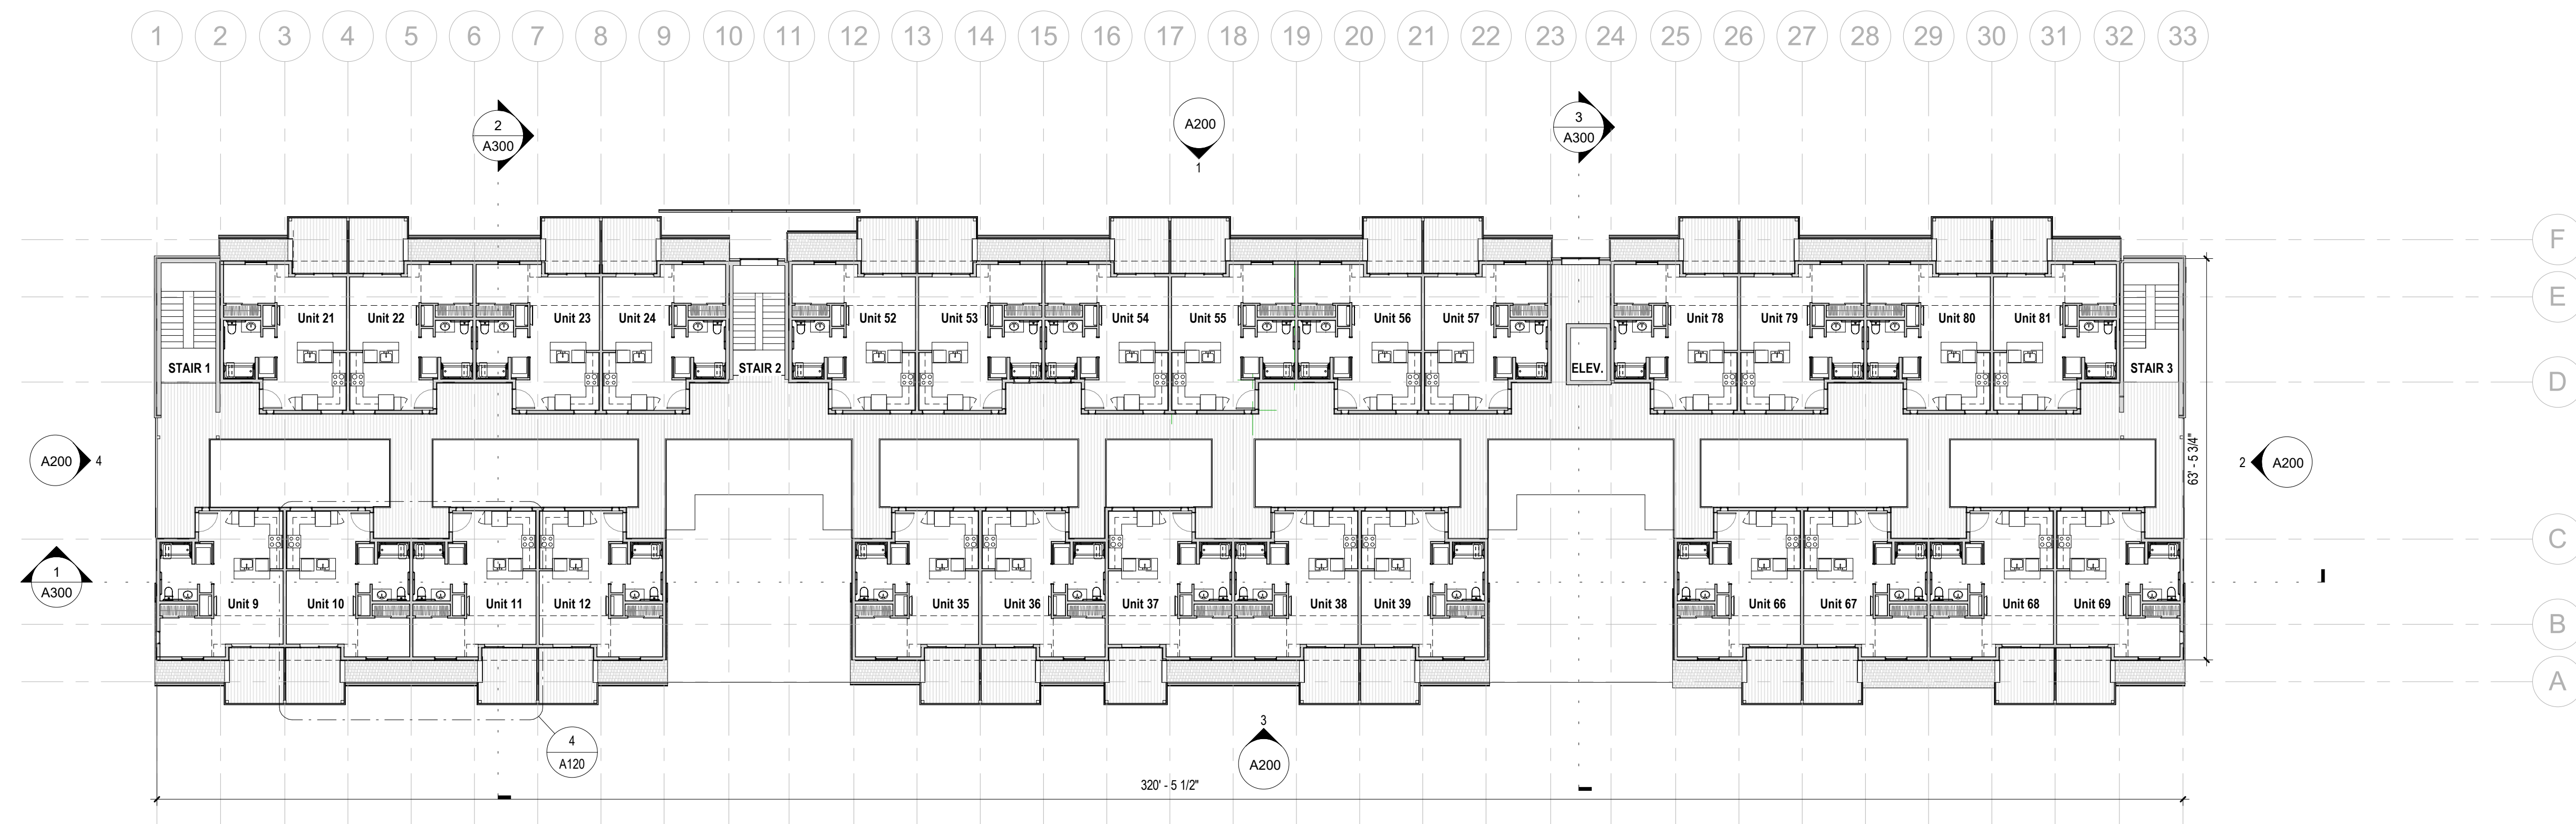 1 2 3 4 5 6 7 8 9 10 11 12 13 14 15 16 17 18 19 20 21 22 23 24 25 26 27 28 29 30 31 32 33
2
A300
A200
1
3
A300
F
E
D
C
B
A
Unit 21 Unit 22 Unit 23 Unit 24 Unit 52 Unit 53 Unit 54 Unit 55 Unit 56 Unit 57 Unit 78 Unit 79 Unit 80 Unit 81
STAIR 1 STAIR 2 ELEV. STAIR 3
A200 4
2 A200
63' - 5 3/4"
1
A300
Unit 9 Unit 10 Unit 11 Unit 12 Unit 35 Unit 36 Unit 37 Unit 38 Unit 39 Unit 66 Unit 67 Unit 68 Unit 69
4
A120
3
A200
320' - 5 1/2"